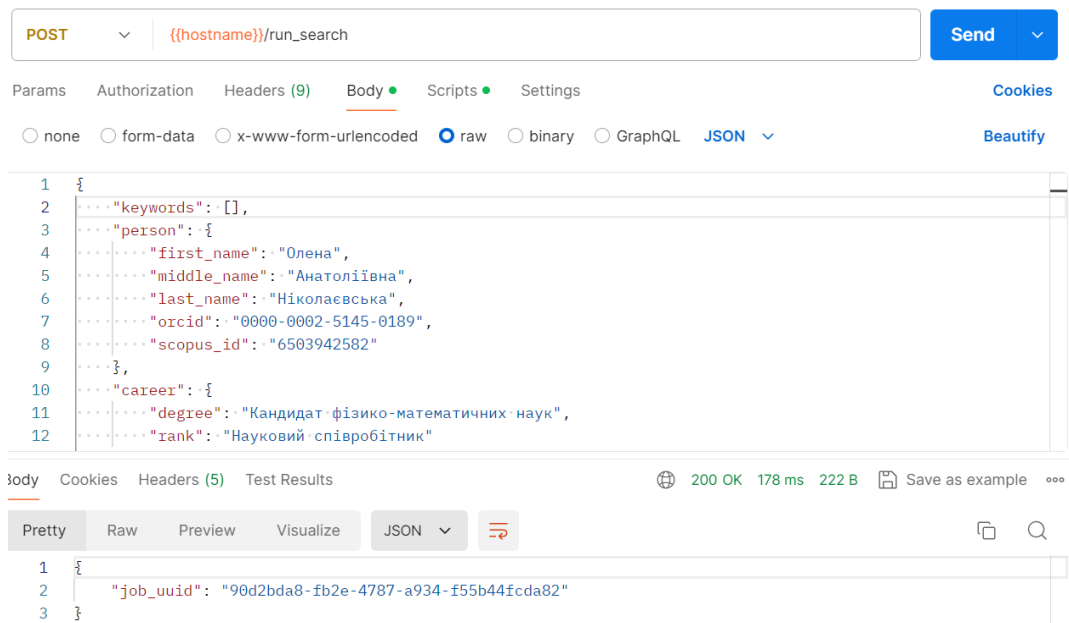 POST {{hostname}}/run_search Send
Params Authorization Headers (9) Body Scripts Settings Cookies
none form-data x-www-form-urlencoded raw binary GraphQL JSON Beautify
1 {
2 "keywords": [],
3 "person": {
4 "first_name": "Олена",
5 "middle_name": "Анатоліївна",
6 "last_name": "Ніколаєвська",
7 "orcid": "0000-0002-5145-0189",
8 "scopus_id": "6503942582"
9 },
10 "career": {
11 "degree": "Кандидат фізико-математичних наук",
12 "rank": "Науковий співробітник"
Body Cookies Headers (5) Test Results 200 OK 178 ms 222 B Save as example
Pretty Raw Preview Visualize JSON
1 {
2 "job_uuid": "90d2bda8-fb2e-4787-a934-f55b44fcda82"
3 }